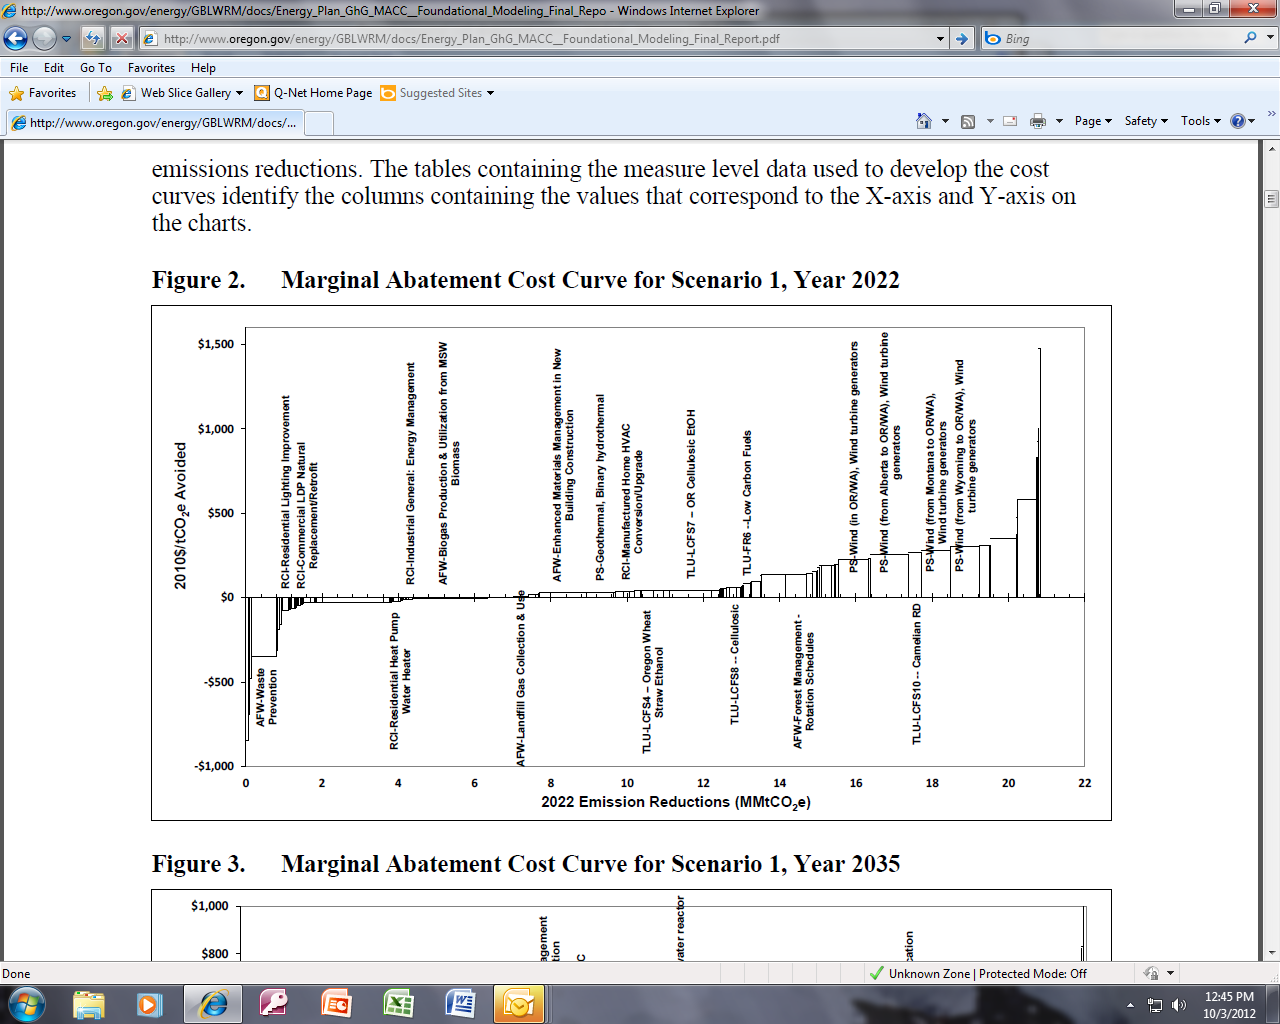 http://www.oregon.gov/energy/GBLWRM/docs/Energy_Plan_GhG_MACC__Foundational_Modeling_Final_Repo - Windows Internet Explorer
http://www.oregon.gov/energy/GBLWRM/docs/Energy_Plan_GhG_MACC__Foundational_Modeling_Final_Report.pdf
Bing
File Edit Go To Favorites Help
Favorites Web Slice Gallery Q-Net Home Page Suggested Sites
http://www.oregon.gov/energy/GBLWRM/docs/...
Page Safety Tools
emissions reductions. The tables containing the measure level data used to develop the cost
curves identify the columns containing the values that correspond to the X-axis and Y-axis on
the charts.
Figure 2. Marginal Abatement Cost Curve for Scenario 1, Year 2022
2010$/tCO2e Avoided
$1,500
$1,000
$500
$0
-$500
-$1,000
RCI-Residential Lighting Improvement
RCI-Commercial LDP Natural
Replacement/Retrofit
RCI-Industrial General: Energy Management
AFW-Biogas Production & Utilization from MSW
Biomass
AFW-Enhanced Materials Management in New
Building Construction
PS-Geothermal, Binary hydrothermal
RCI-Manufactured Home HVAC
Conversion/Upgrade
TLU-LCFS7 – OR Cellulosic EtOH
TLU-FR6 --Low Carbon Fuels
PS-Wind (in OR/WA), Wind turbine generators
PS-Wind (from Alberta to OR/WA), Wind turbine
generators
PS-Wind (from Montana to OR/WA),
Wind turbine generators
PS-Wind (from Wyoming to OR/WA), Wind
turbine generators
AFW-Waste
Prevention
RCI-Residential Heat Pump
Water Heater
AFW-Landfill Gas Collection & Use
TLU-LCFS4 – Oregon Wheat
Straw Ethanol
TLU-LCFS8 -- Cellulosic
AFW-Forest Management -
Rotation Schedules
TLU-LCFS10 -- Camelian RD
0 2 4 6 8 10 12 14 16 18 20 22
2022 Emission Reductions (MMtCO2e)
Figure 3. Marginal Abatement Cost Curve for Scenario 1, Year 2035
$1,000
$800
agement
tion
C
vater reactor
cation
Done
Unknown Zone | Protected Mode: Off
12:45 PM
10/3/2012